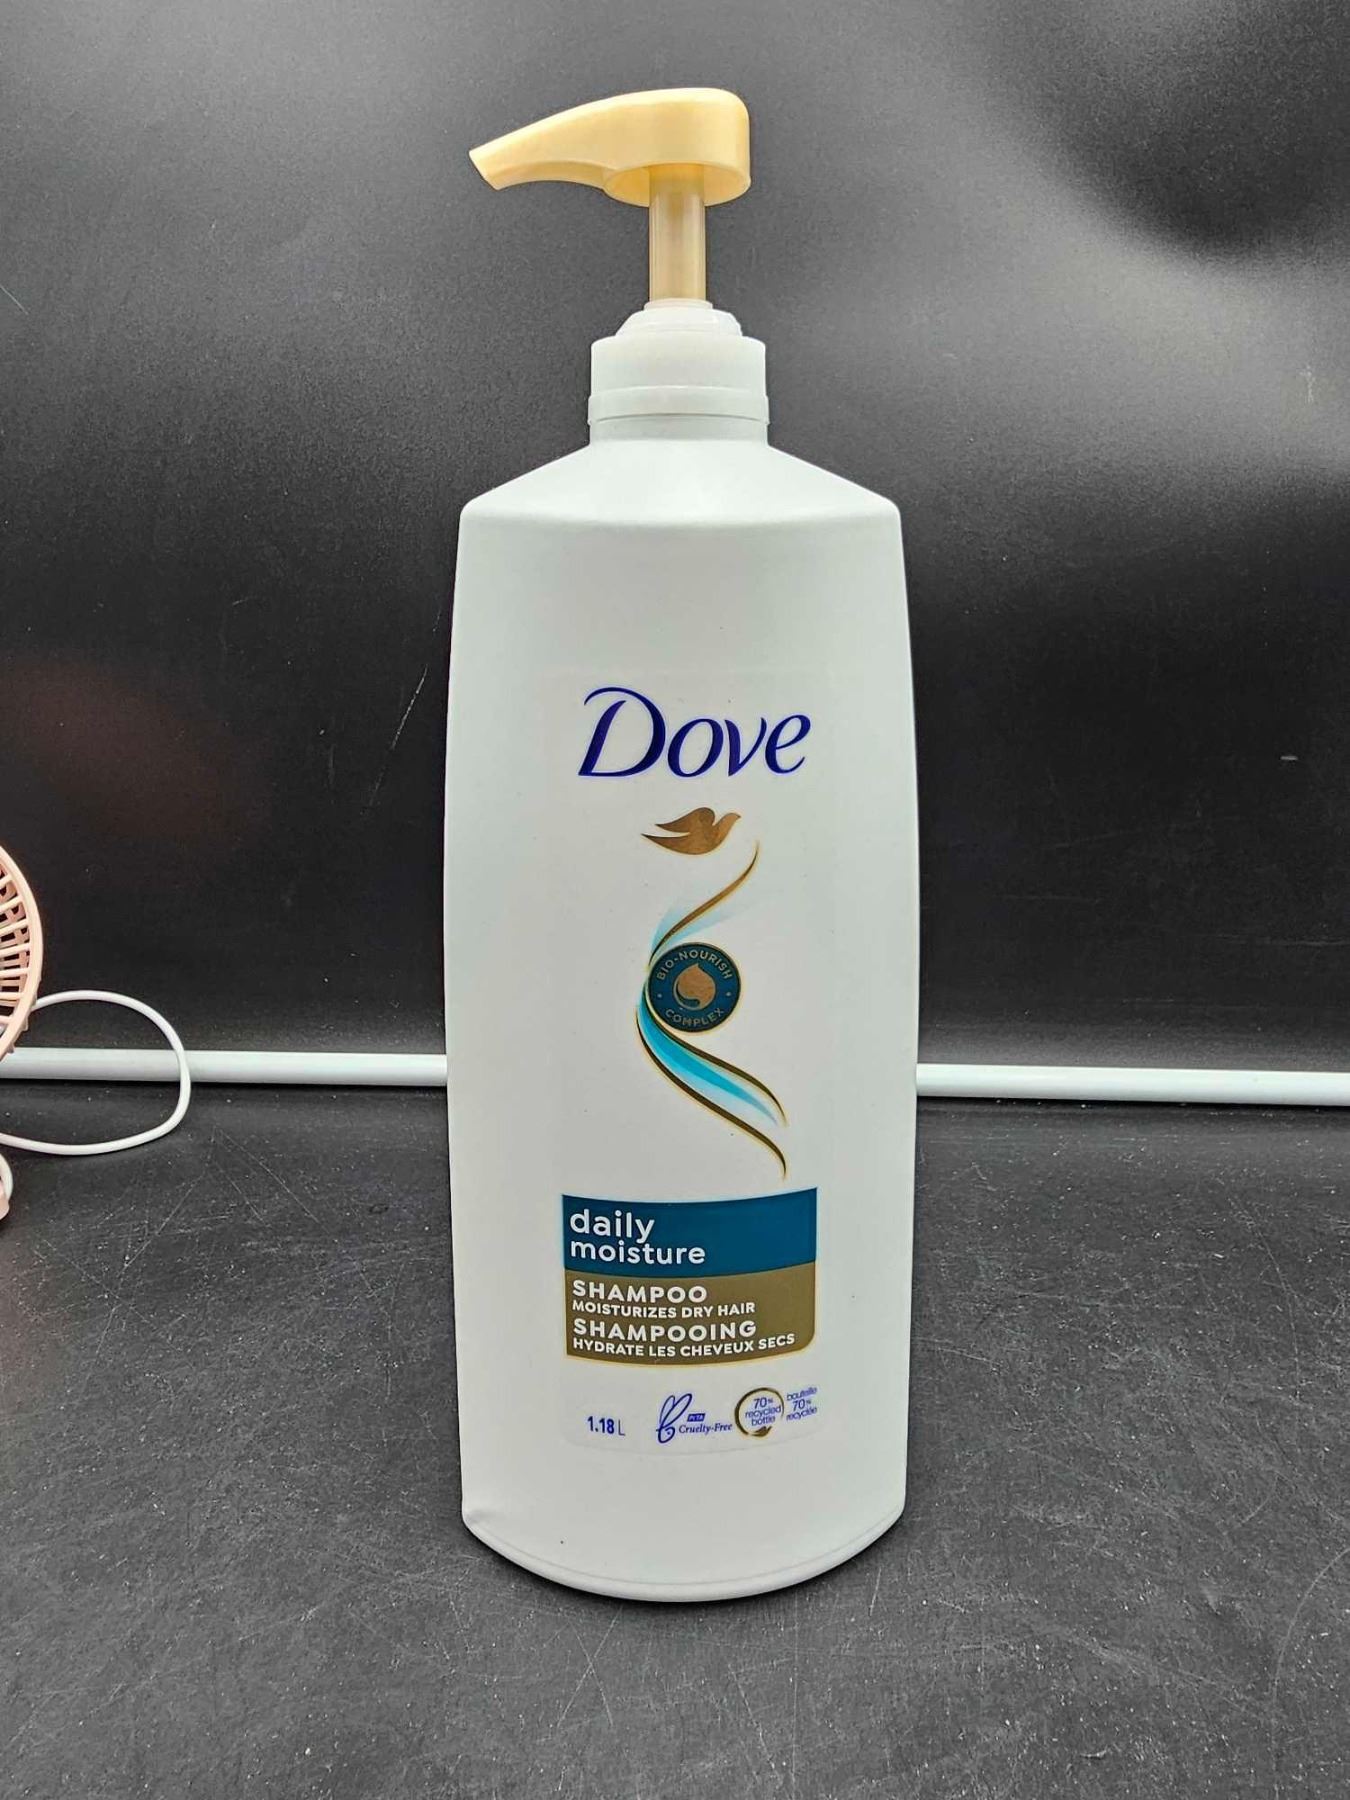 Dove
BIO-NOURISH
COMPLEX
daily
moisture
SHAMPOO
MOISTURIZES DRY HAIR
SHAMPOOING
HYDRATE LES CHEVEUX SECS
1.18 L
PETA
Cruelty-Free
70%
recycled
bottle
bouteille
70%
recyclée